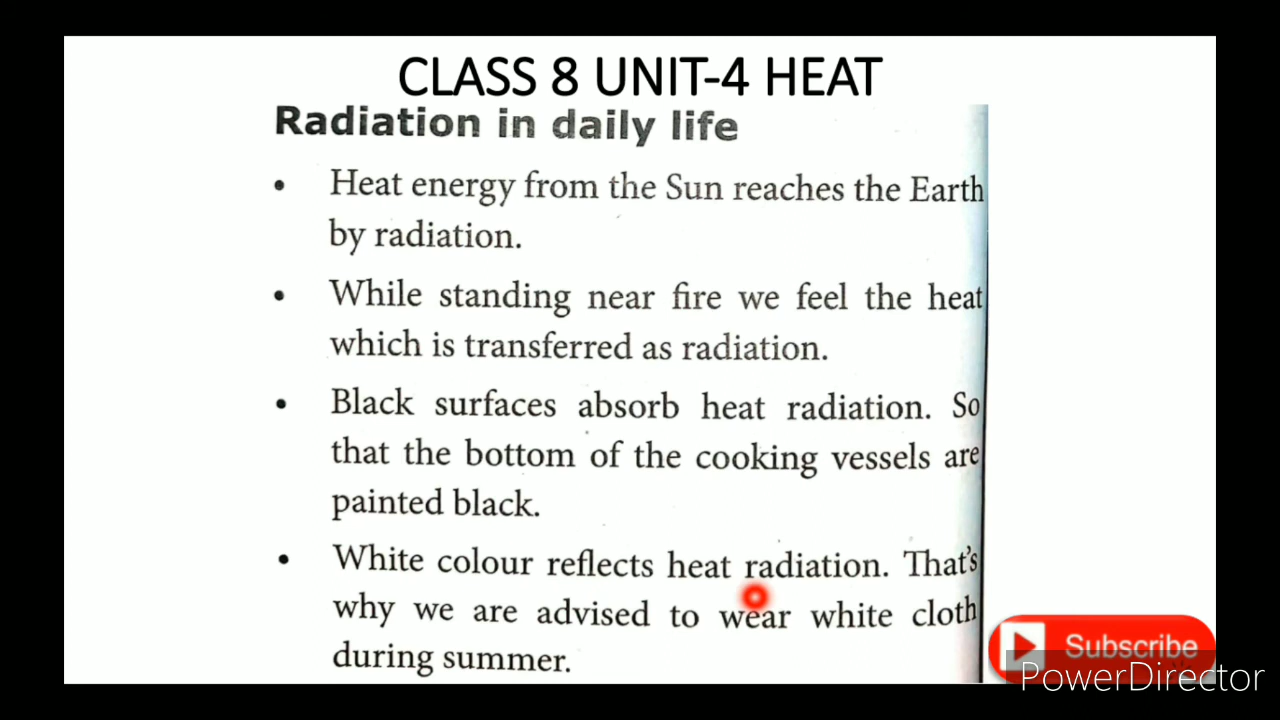 CLASS 8 UNIT-4 HEAT
Radiation in daily life
• Heat energy from the Sun reaches the Earth
by radiation.
• While standing near fire we feel the heat
which is transferred as radiation.
• Black surfaces absorb heat radiation. So
that the bottom of the cooking vessels are
painted black.
• White colour reflects heat radiation. That's
why we are advised to wear white cloth
during summer.
Subscribe
PowerDirector